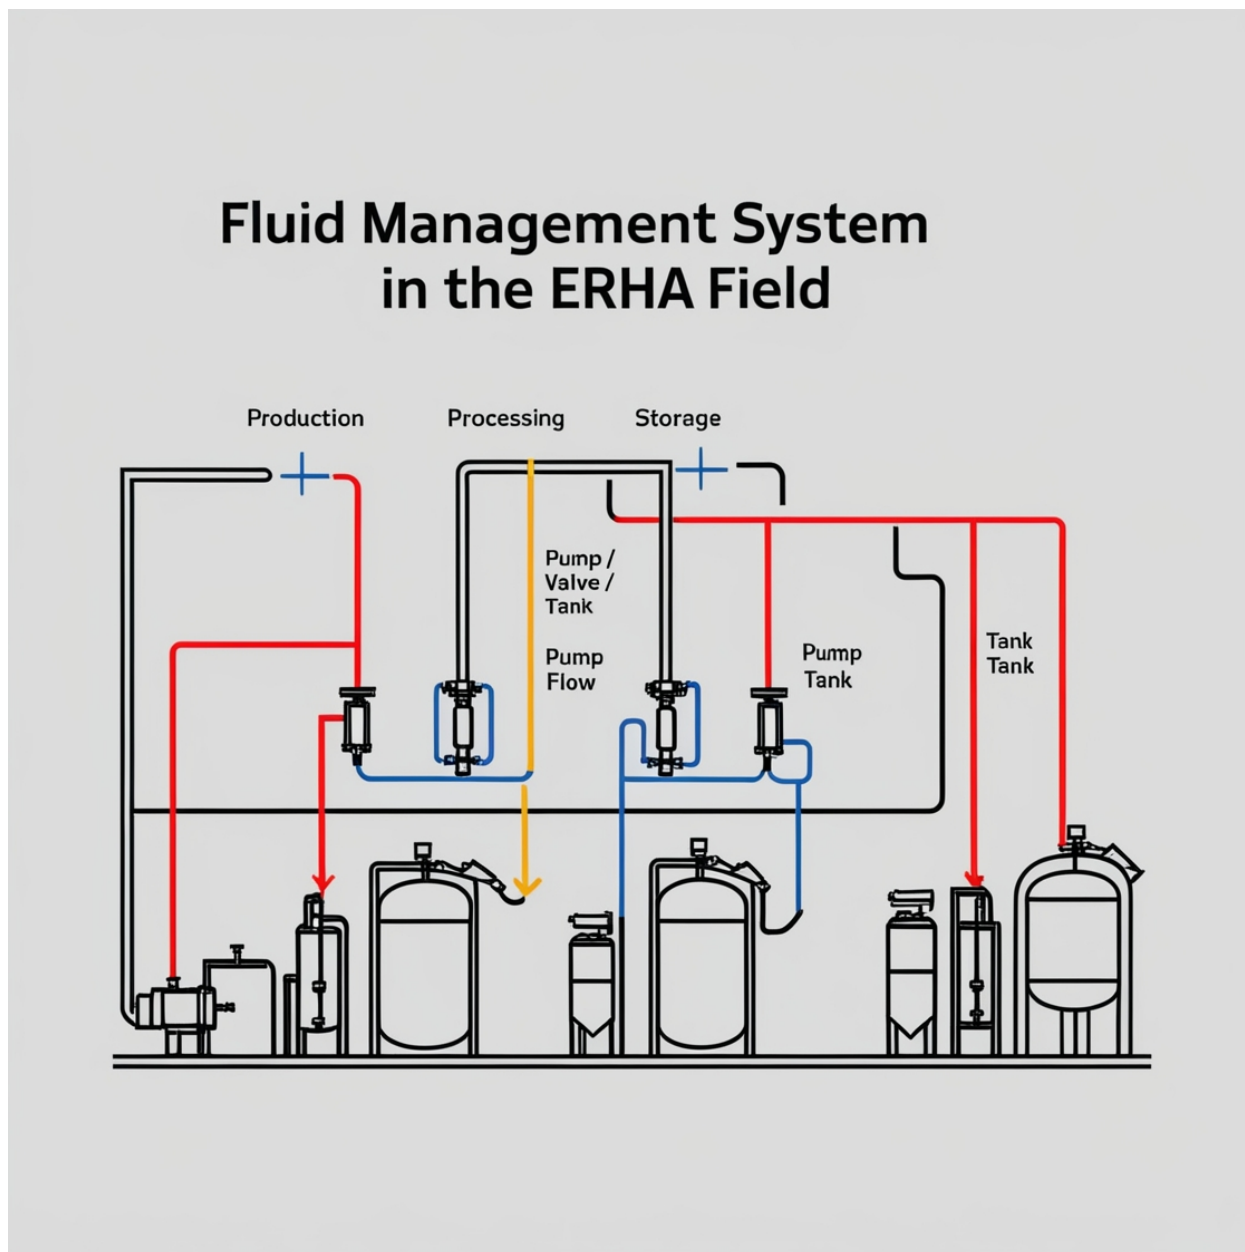 Fluid Management System
in the ERHA Field
Production
Processing
Storage
Pump /
Valve /
Tank
Pump
Flow
Pump
Tank
Tank
Tank